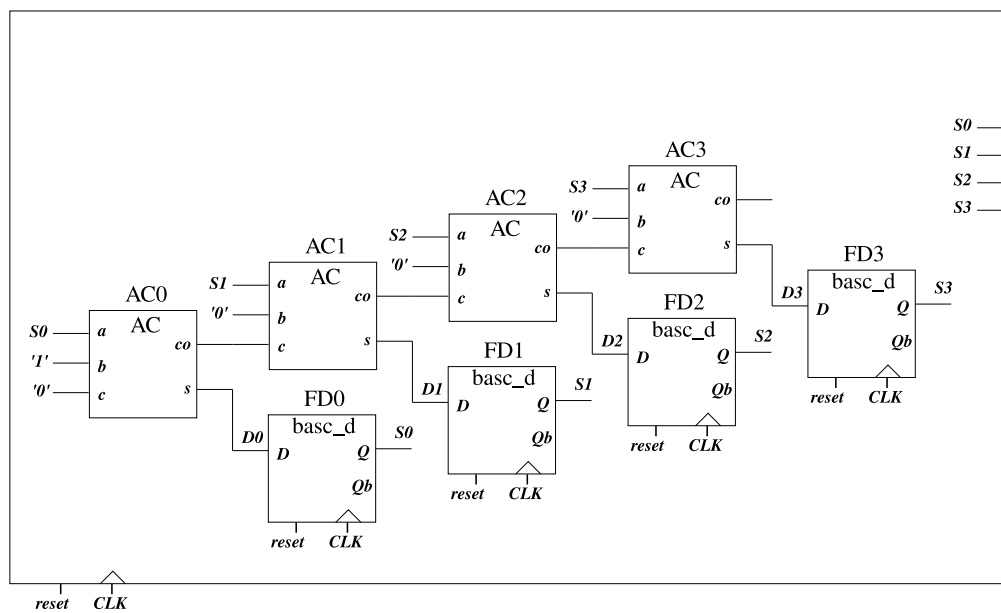 AC3
AC
S3 a
'0' b
c
co
s
S0
S1
S2
S3
AC2
AC
S2 a
'0' b
c
co
s
FD3
basc_d
D3 D
Q S3
Qb
reset CLK
AC1
AC
S1 a
'0' b
c
co
s
FD2
basc_d
D2 D
Q S2
Qb
reset CLK
AC0
AC
S0 a
'1' b
'0' c
co
s
FD1
basc_d
D1 D
Q S1
Qb
reset CLK
FD0
basc_d
D0 D
Q S0
Qb
reset CLK
reset CLK